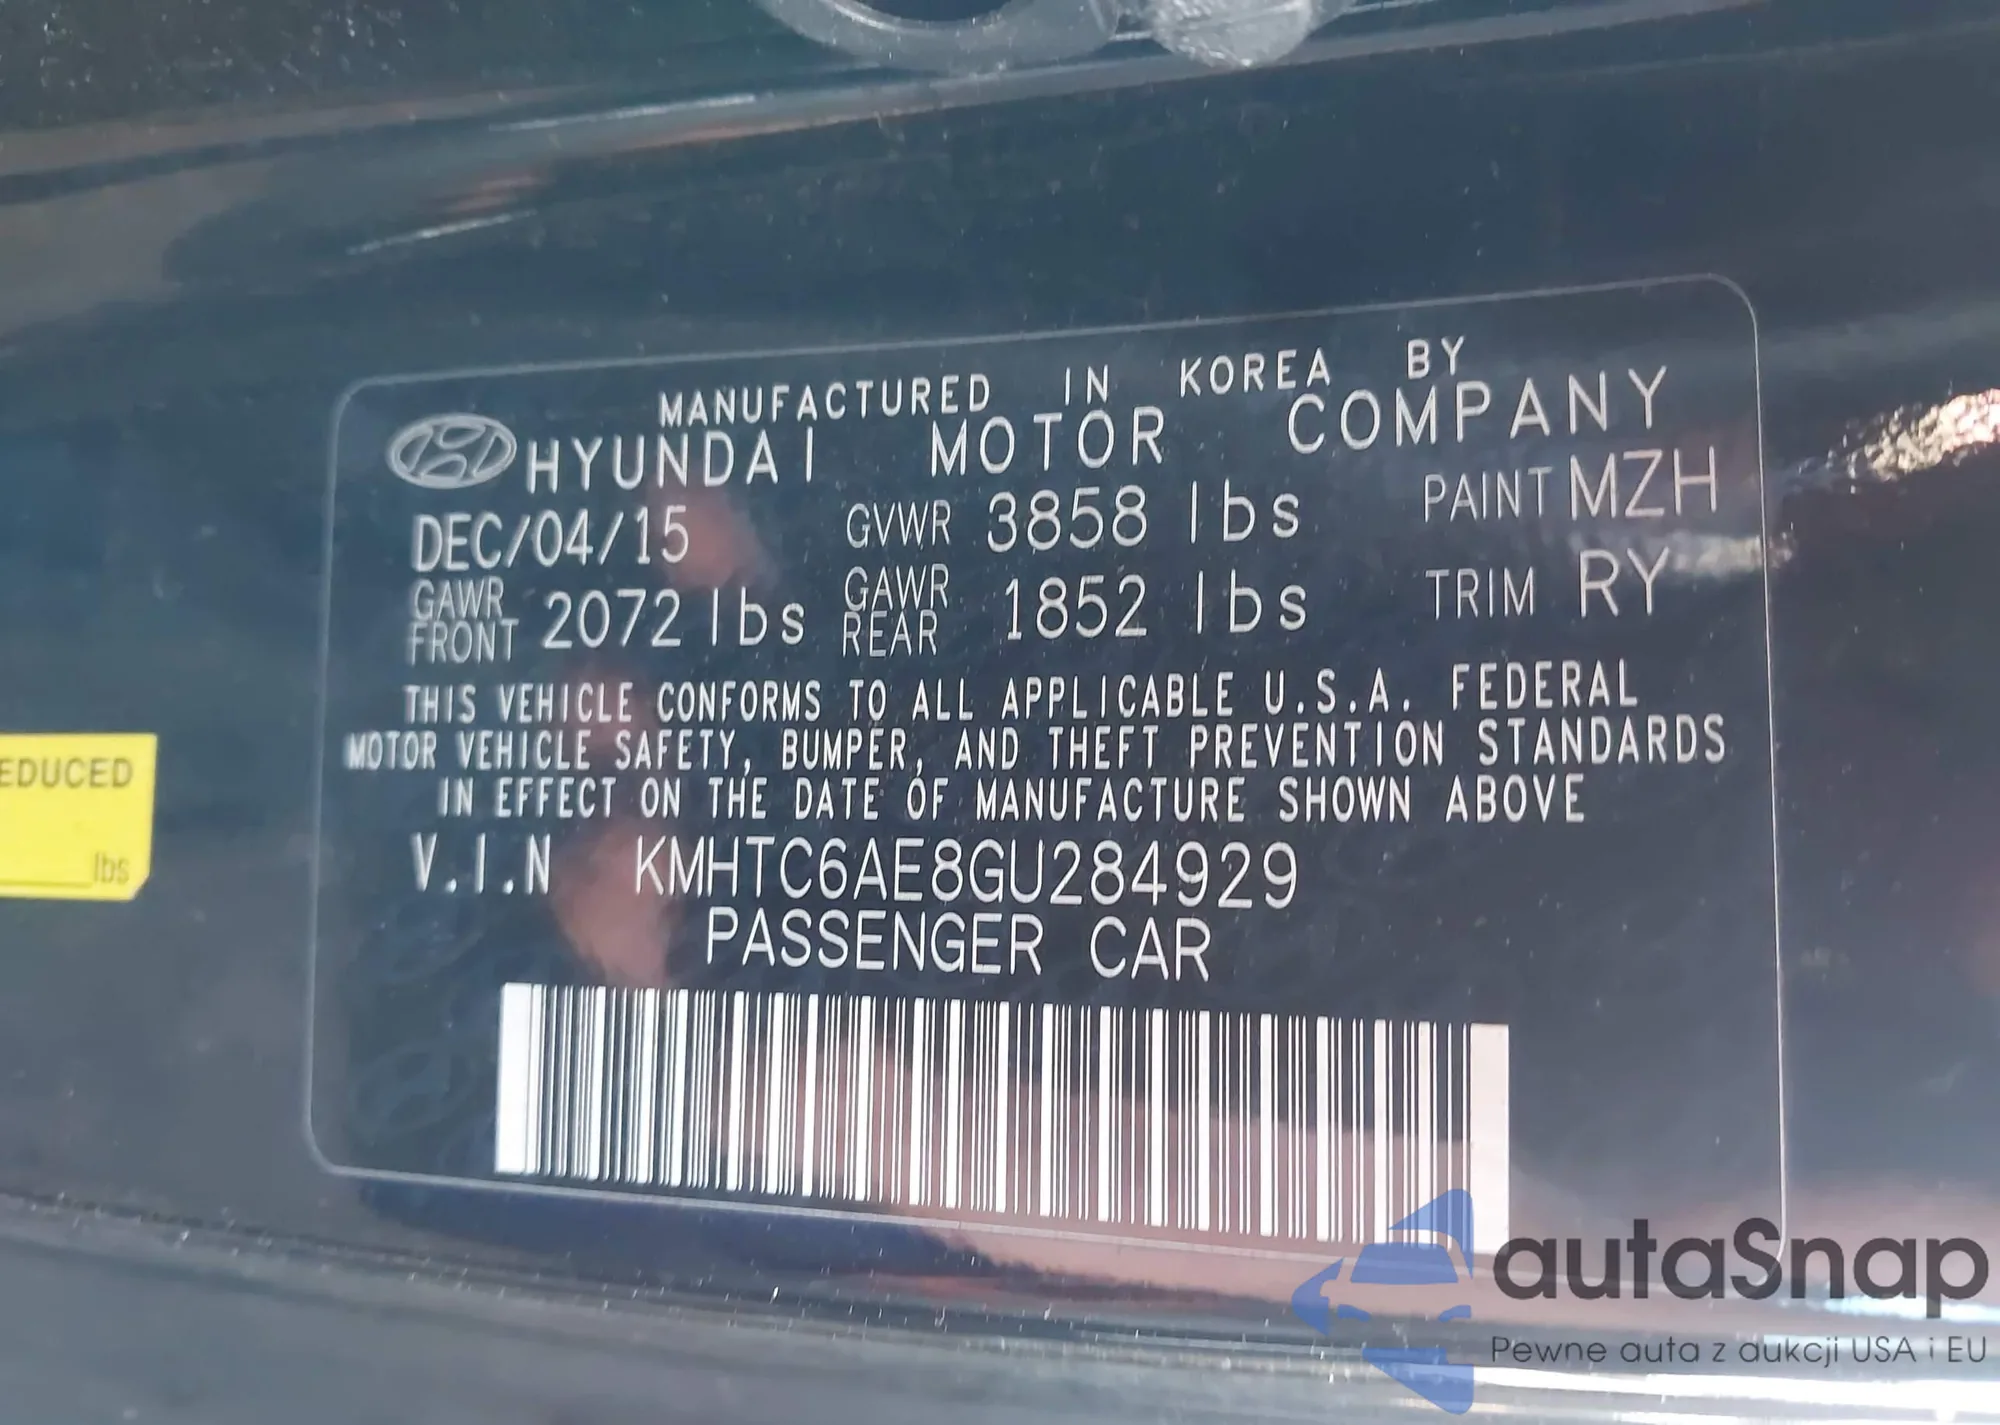 MANUFACTURED IN KOREA BY
HYUNDAI MOTOR COMPANY
DEC/04/15 GVWR 3858 lbs PAINT MZH
GAWR FRONT 2072 lbs GAWR REAR 1852 lbs TRIM RY
THIS VEHICLE CONFORMS TO ALL APPLICABLE U.S.A. FEDERAL
MOTOR VEHICLE SAFETY, BUMPER, AND THEFT PREVENTION STANDARDS
IN EFFECT ON THE DATE OF MANUFACTURE SHOWN ABOVE
V.I.N KMHTC6AE8GU284929
PASSENGER CAR
EDUCED
lbs
autaSnap
Pewne auta z aukcji USA i EU